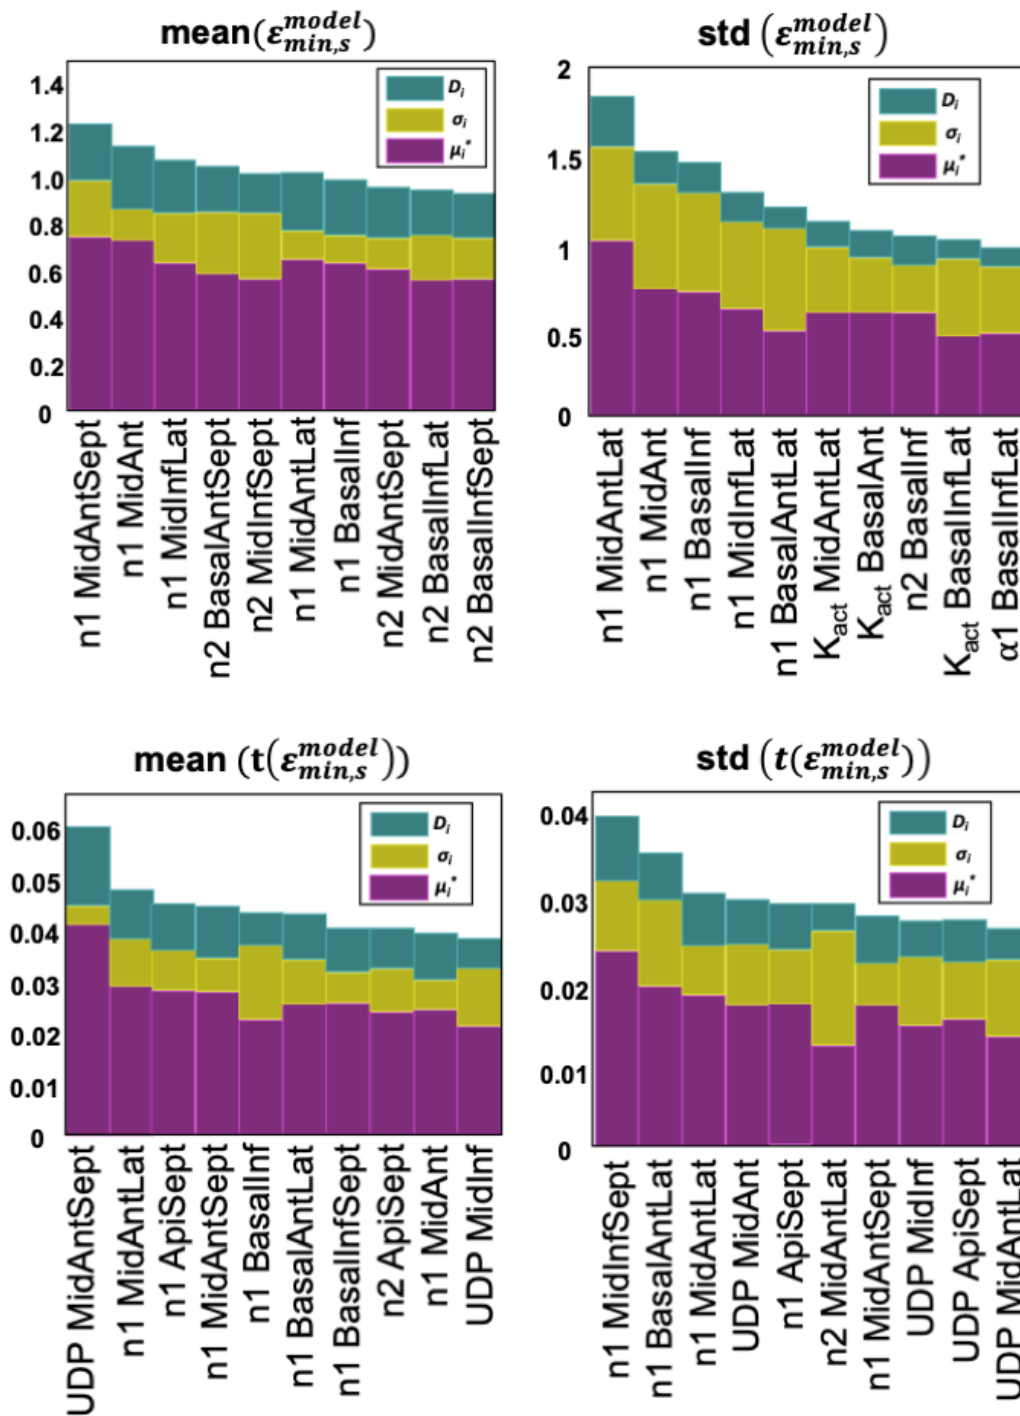 mean(ε^model_min,s)
1.4
1.2
1.0
0.8
0.6
0.4
0.2
0
D_i
σ_i
μ_i*
n1 MidAntSept
n1 MidAnt
n1 MidInfLat
n2 BasalAntSept
n2 MidInfSept
n1 MidAntLat
n1 BasalInf
n2 MidAntSept
n2 BasalInfLat
n2 BasalInfSept
std (ε^model_min,s)
2
1.5
1
0.5
0
D_i
σ_i
μ_i*
n1 MidAntLat
n1 MidAnt
n1 BasalInf
n1 MidInfLat
n1 BasalAntLat
K_act MidAntLat
K_act BasalAnt
n2 BasalInf
K_act BasalInfLat
α1 BasalInfLat
mean (t(ε^model_min,s))
0.06
0.05
0.04
0.03
0.02
0.01
0
D_i
σ_i
μ_i*
UDP MidAntSept
n1 MidAntLat
n1 ApiSept
n1 MidAntSept
n1 BasalInf
n1 BasalAntLat
n1 BasalInfSept
n2 ApiSept
n1 MidAnt
UDP MidInf
std (t(ε^model_min,s))
0.04
0.03
0.02
0.01
0
D_i
σ_i
μ_i*
n1 MidInfSept
n1 BasalAntLat
n1 MidAntLat
UDP MidAnt
n1 ApiSept
n2 MidAntLat
n1 MidAntSept
UDP MidInf
UDP ApiSept
UDP MidAntLat